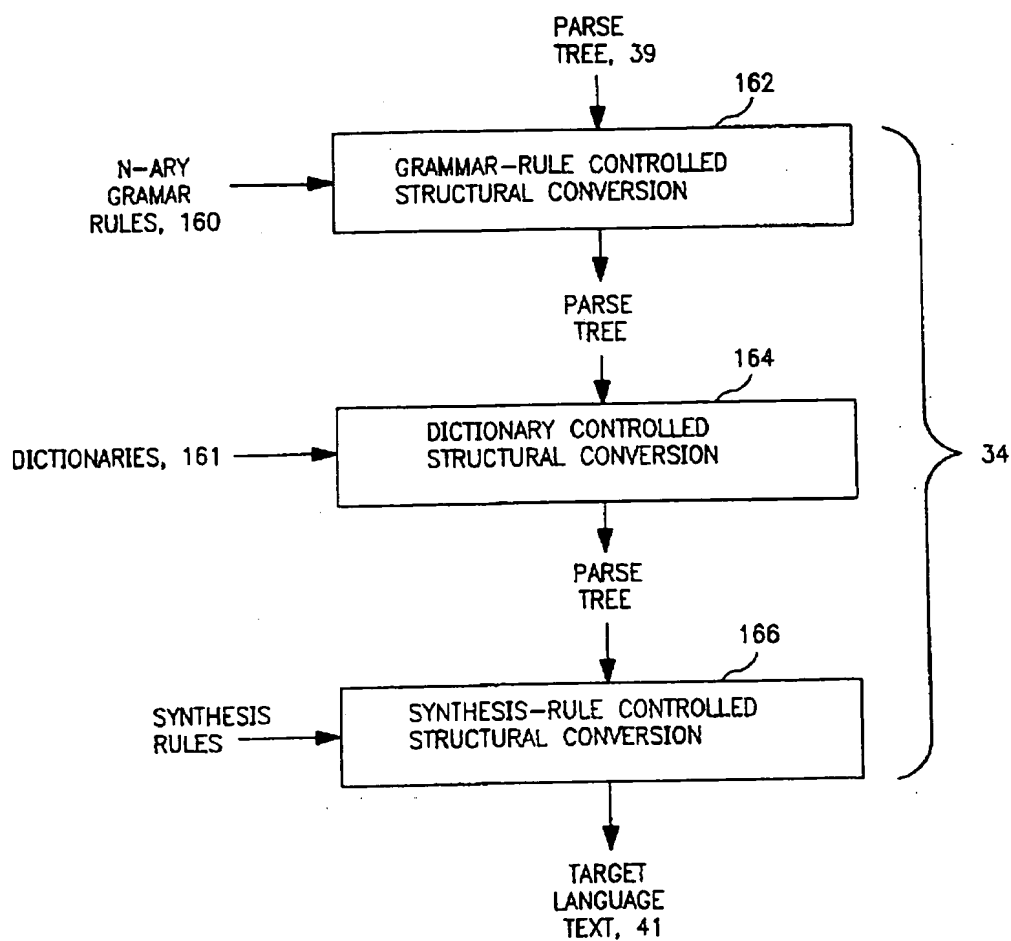 PARSE
TREE, 39
162
GRAMMAR-RULE CONTROLLED
STRUCTURAL CONVERSION
N-ARY
GRAMAR
RULES, 160
PARSE
TREE
164
DICTIONARY CONTROLLED
STRUCTURAL CONVERSION
DICTIONARIES, 161
34
PARSE
TREE
166
SYNTHESIS-RULE CONTROLLED
STRUCTURAL CONVERSION
SYNTHESIS
RULES
TARGET
LANGUAGE
TEXT, 41